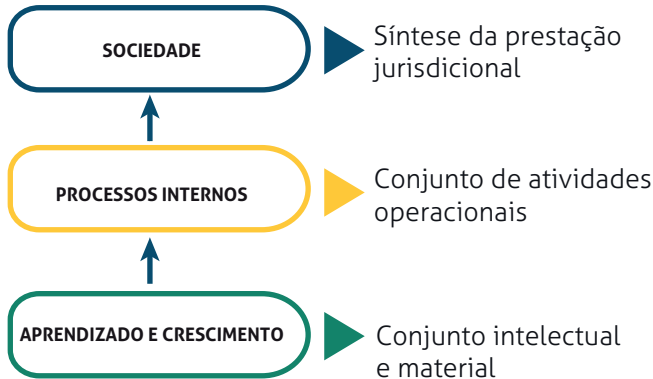 SOCIEDADE
Síntese da prestação
jurisdicional
PROCESSOS INTERNOS
Conjunto de atividades
operacionais
APRENDIZADO E CRESCIMENTO
Conjunto intelectual
e material